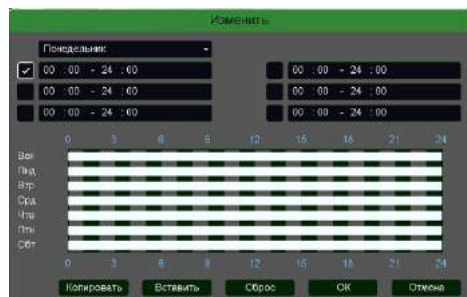 Изменить
Понедельник
00 : 00 - 24 : 00 00 : 00 - 24 : 00
00 : 00 - 24 : 00 00 : 00 - 24 : 00
00 : 00 - 24 : 00 00 : 00 - 24 : 00
0 3 6 9 12 15 18 21 24
Вск
Пнд
Втр
Срд
Чтв
Птн
Сбт
0 3 6 9 12 15 18 21 24
Копировать Вставить Сброс ОК Отмена